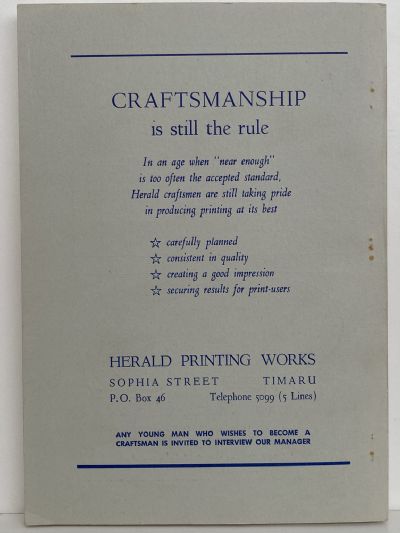 CRAFTSMANSHIP
is still the rule
In an age when "near enough"
is too often the accepted standard,
Herald craftsmen are still taking pride
in producing printing at its best
☆ carefully planned
☆ consistent in quality
☆ creating a good impression
☆ securing results for print-users
HERALD PRINTING WORKS
SOPHIA STREET TIMARU
P.O. Box 46 Telephone 5099 (5 Lines)
ANY YOUNG MAN WHO WISHES TO BECOME A
CRAFTSMAN IS INVITED TO INTERVIEW OUR MANAGER